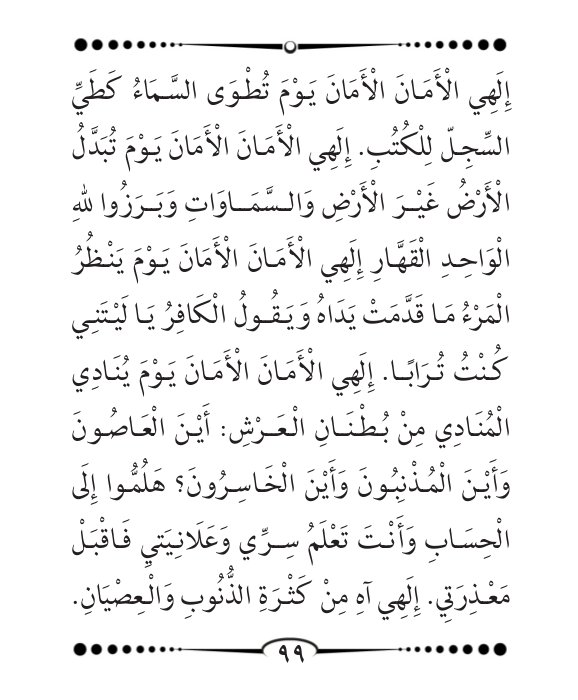 إِلَهِي الْأَمَانَ الْأَمَانَ يَوْمَ تُطْوَى السَّمَاءُ كَطَيِّ
السِّجِلِّ لِلْكُتُبِ. إِلَهِي الْأَمَانَ الْأَمَانَ يَوْمَ تُبَدَّلُ
الْأَرْضُ غَيْرَ الْأَرْضِ وَالسَّمَاوَاتِ وَبَرَزُوا للهِ
الْوَاحِدِ الْقَهَّارِ إِلَهِي الْأَمَانَ الْأَمَانَ يَوْمَ يَنْظُرُ
الْمَرْءُ مَا قَدَّمَتْ يَدَاهُ وَيَقُولُ الْكَافِرُ يَا لَيْتَنِي
كُنْتُ تُرَابًا. إِلَهِي الْأَمَانَ الْأَمَانَ يَوْمَ يُنَادِي
الْمُنَادِي مِنْ بُطْنَانِ الْعَرْشِ: أَيْنَ الْعَاصُونَ
وَأَيْنَ الْمُذْنِبُونَ وَأَيْنَ الْخَاسِرُونَ؟ هَلُمُّوا إِلَى
الْحِسَابِ وَأَنْتَ تَعْلَمُ سِرِّي وَعَلَانِيَتِي فَاقْبَلْ
مَعْذِرَتِي. إِلَهِي آهِ مِنْ كَثْرَةِ الذُّنُوبِ وَالْعِصْيَانِ.
٩٩